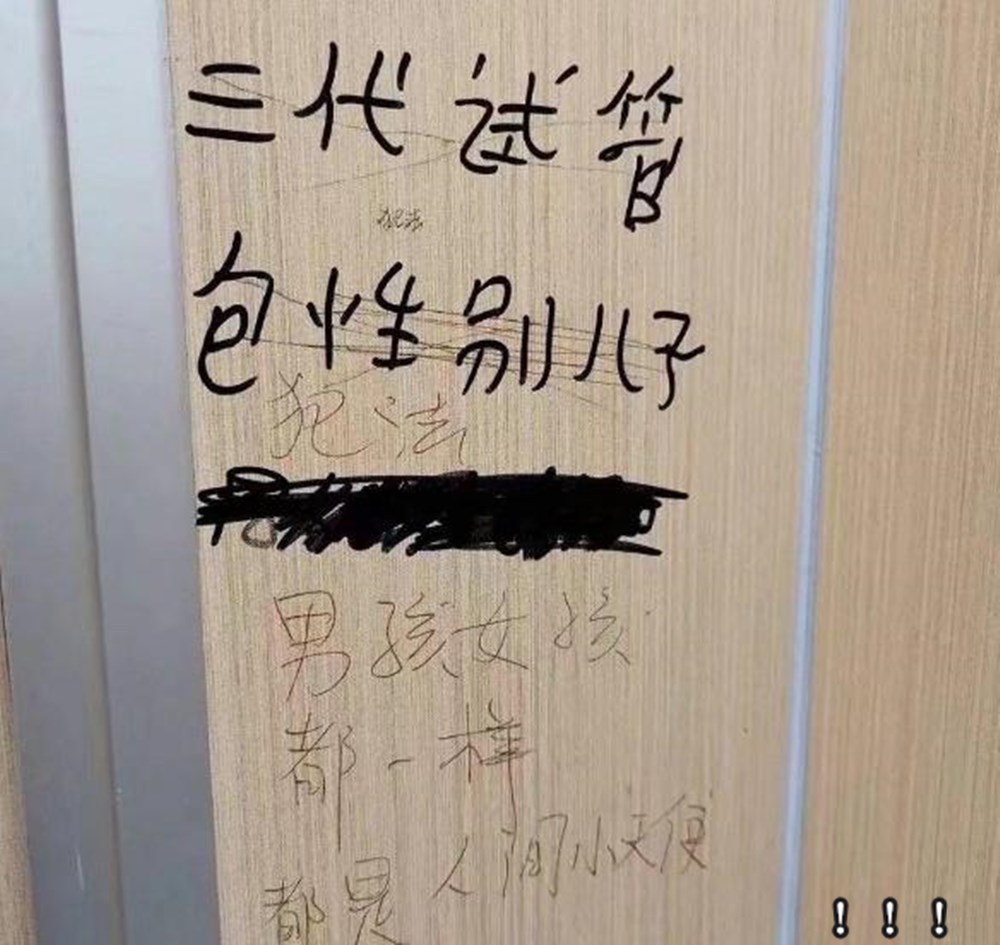 三代试管
犯法
包性别儿子
犯法
男孩女孩
都一样
都是人间小天使
！！！